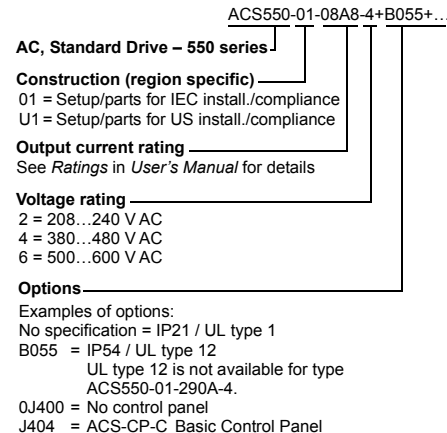 ACS550-01-08A8-4+B055+…
AC, Standard Drive – 550 series
Construction (region specific)
01 = Setup/parts for IEC install./compliance
U1 = Setup/parts for US install./compliance
Output current rating
See Ratings in User's Manual for details
Voltage rating
2 = 208…240 V AC
4 = 380…480 V AC
6 = 500…600 V AC
Options
Examples of options:
No specification = IP21 / UL type 1
B055 = IP54 / UL type 12
UL type 12 is not available for type
ACS550-01-290A-4.
0J400 = No control panel
J404 = ACS-CP-C Basic Control Panel